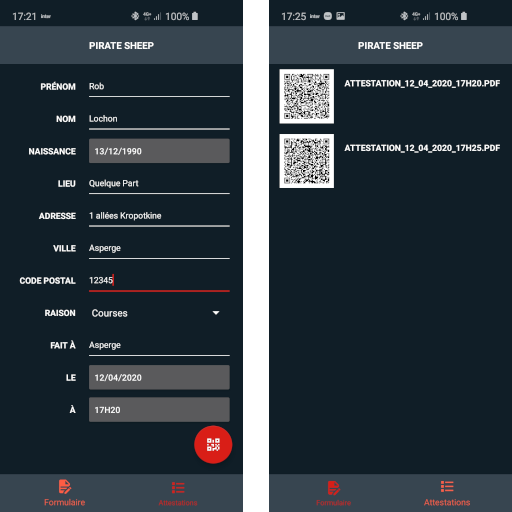 17:21 Inter 4G+ 100%
PIRATE SHEEP
PRÉNOM Rob
NOM Lochon
NAISSANCE 13/12/1990
LIEU Quelque Part
ADRESSE 1 allées Kropotkine
VILLE Asperge
CODE POSTAL 12345
RAISON Courses
FAIT À Asperge
LE 12/04/2020
À 17H20
Formulaire Attestations
17:25 Inter 4G+ 100%
PIRATE SHEEP
ATTESTATION_12_04_2020_17H20.PDF
ATTESTATION_12_04_2020_17H25.PDF
Formulaire Attestations